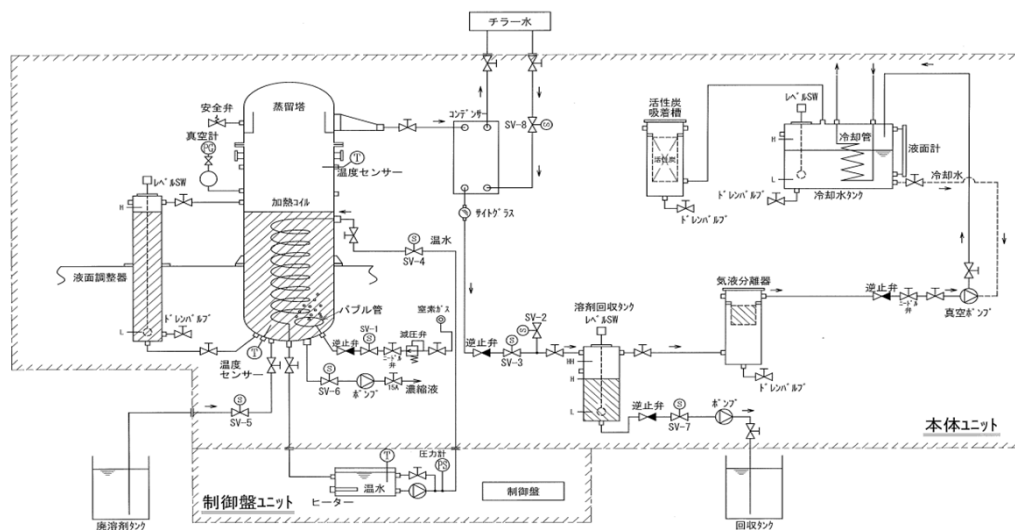 チラー水
安全弁
蒸留塔
コンデンサー
SV-8
活性炭
吸着槽
活性炭
レベルSW
冷却管
液面計
H
L
冷却水タンク
冷却水
ドレンバルブ
ドレンバルブ
真空計
PG
T
温度センサー
レベルSW
H
加熱コイル
サイトグラス
S
温水
SV-4
液面調整器
バブル管
窒素ガス
ドレンバルブ
L
逆止弁
SV-1
S
ニードル
弁
減圧弁
T
温度
センサー
S
SV-6
ポンプ
15A
濃縮液
S
SV-5
逆止弁
S
SV-3
SV-2
溶剤回収タンク
レベルSW
HH
H
L
気液分離器
ドレンバルブ
逆止弁
ニードル
弁
真空ポンプ
逆止弁
S
SV-7
ポンプ
本体ユニット
廃溶剤タンク
制御盤ユニット
T
温水
ヒーター
圧力計
PS
制御盤
回収タンク